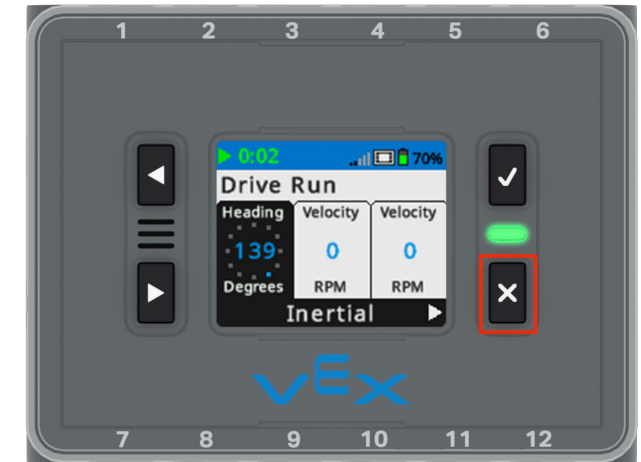 1 2 3 4 5 6
0:02 70%
Drive Run
Heading Velocity Velocity
139 0 0
Degrees RPM RPM
Inertial
VEX
7 8 9 10 11 12